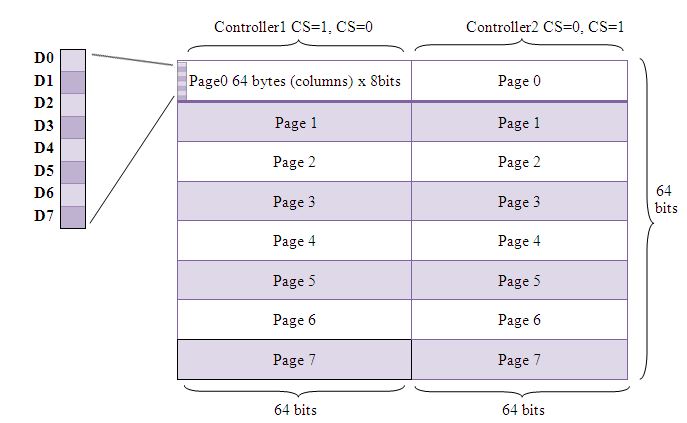 Controller1 CS=1, CS=0 Controller2 CS=0, CS=1
D0
D1
D2
D3
D4
D5
D6
D7
Page0 64 bytes (columns) x 8bits Page 0
Page 1 Page 1
Page 2 Page 2
Page 3 Page 3
Page 4 Page 4
Page 5 Page 5
Page 6 Page 6
Page 7 Page 7
64
bits
64 bits 64 bits